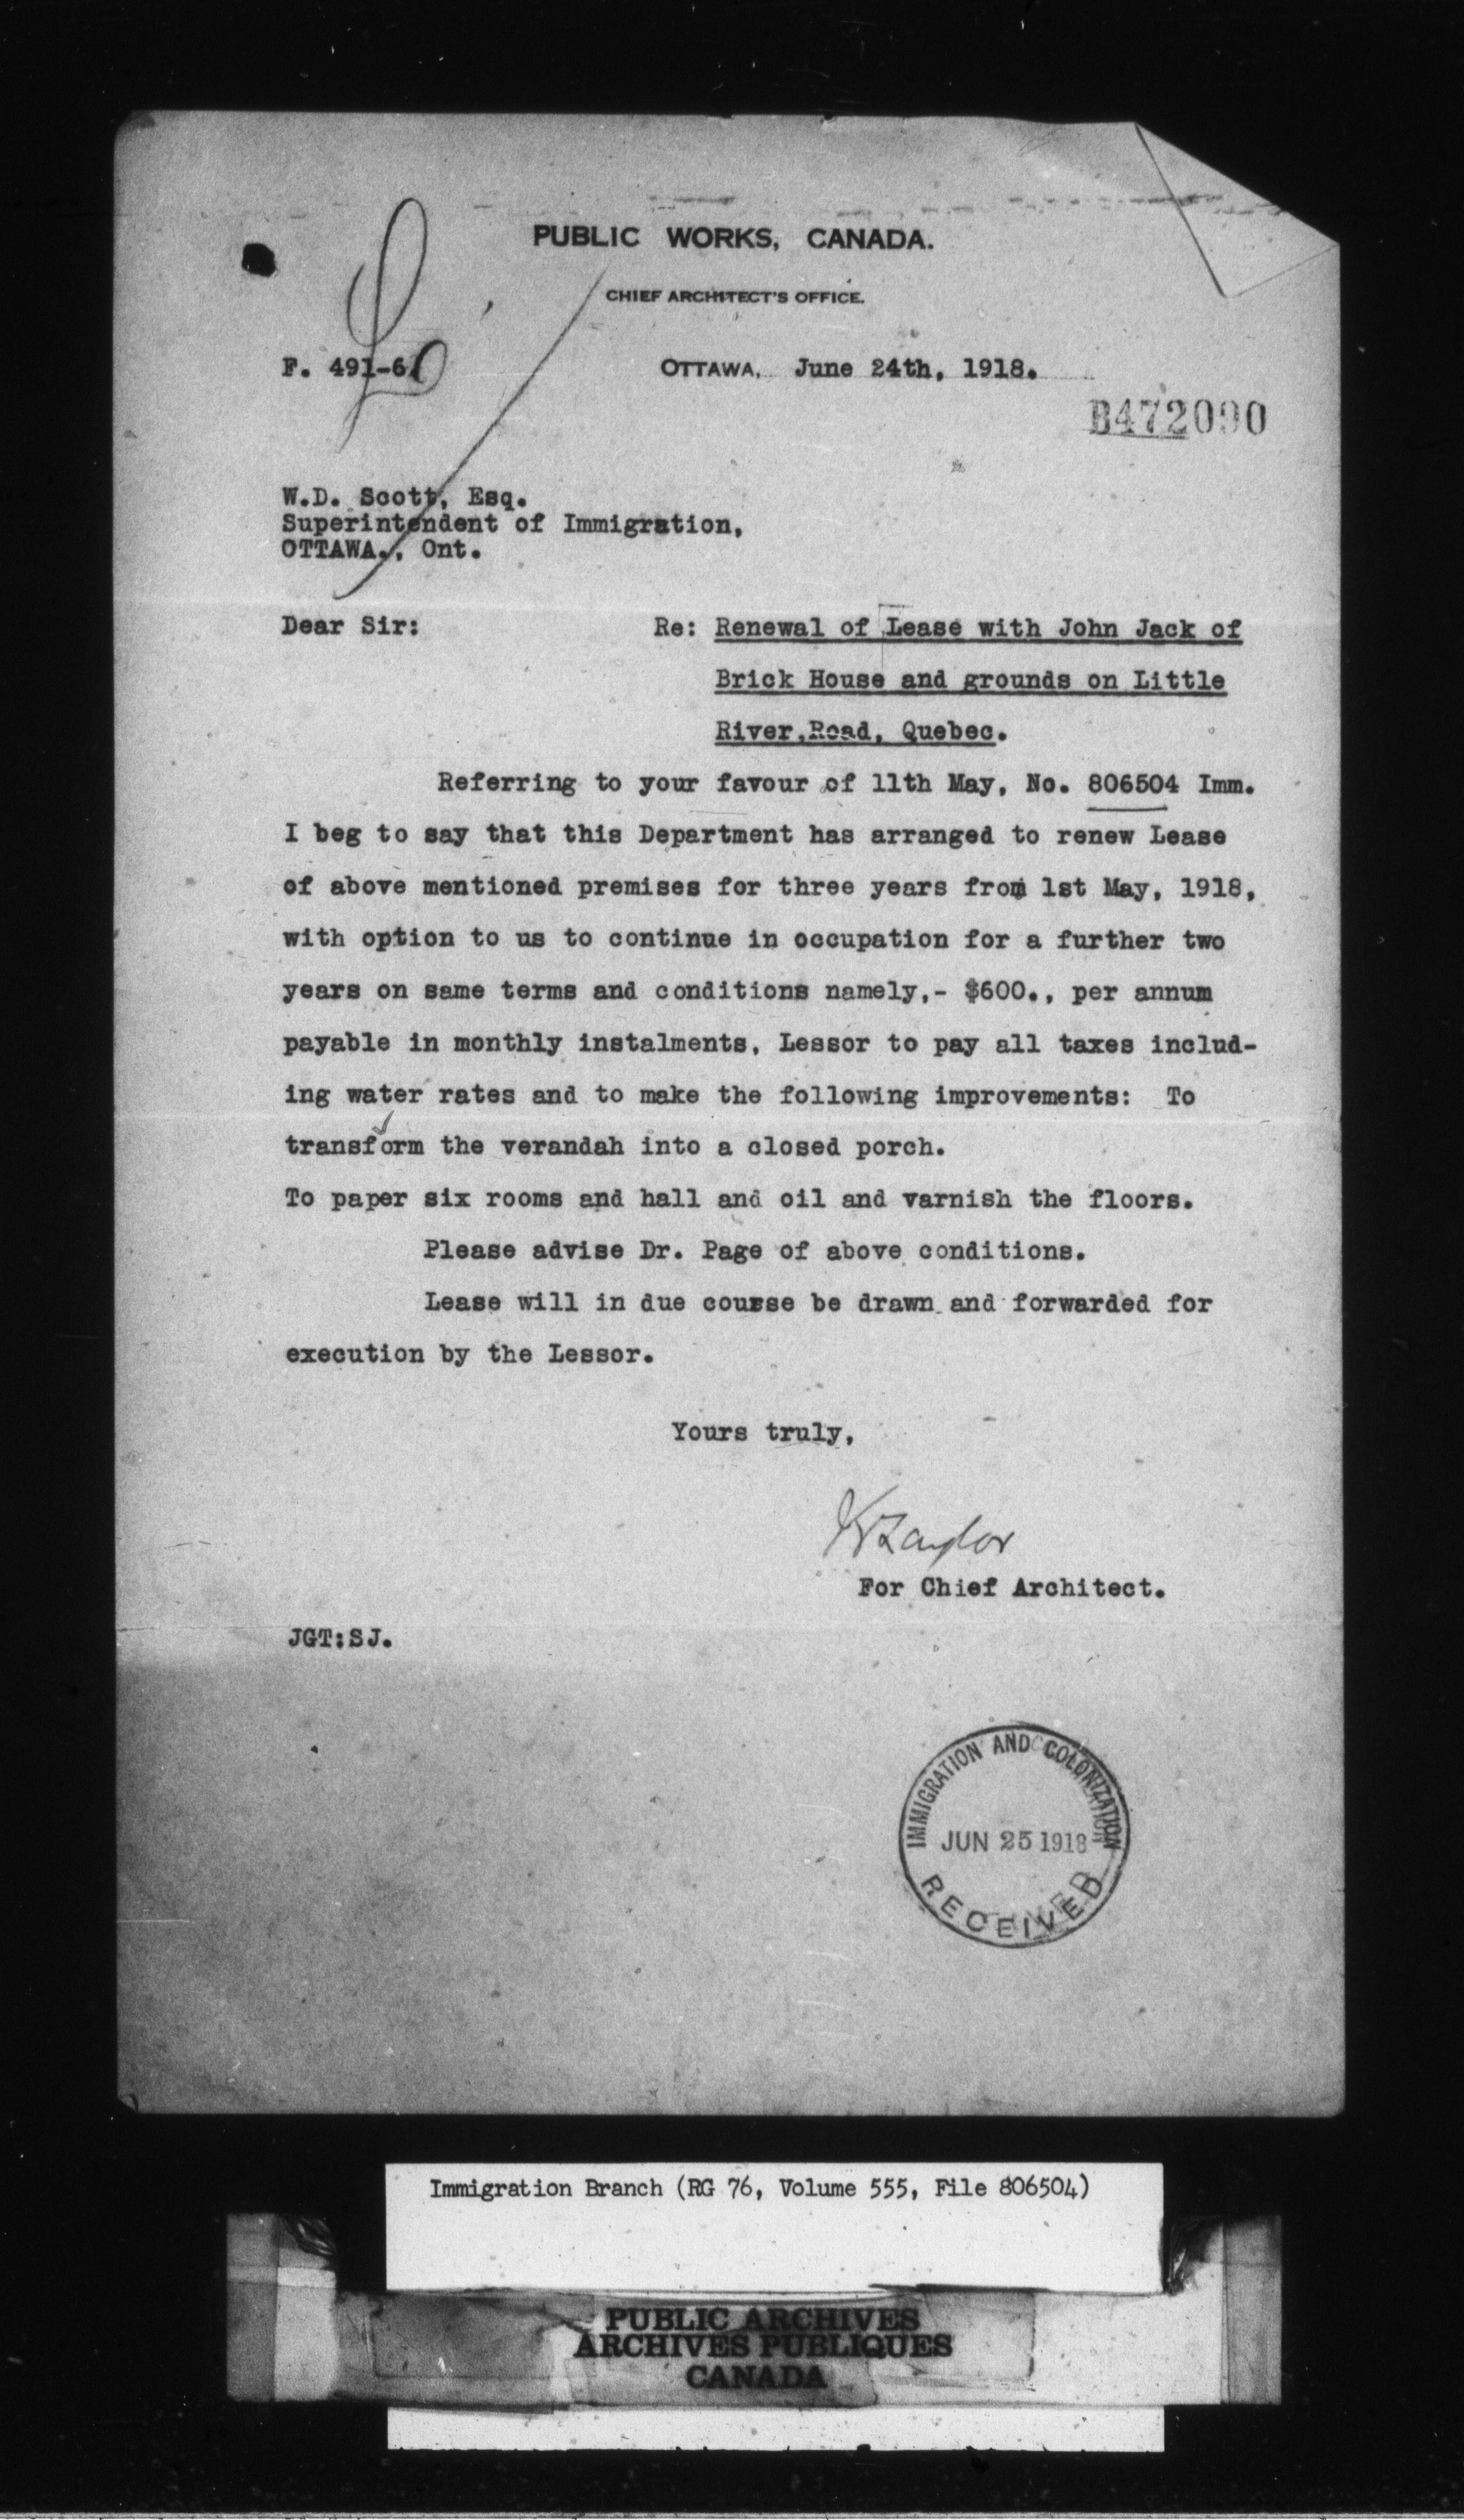 PUBLIC WORKS, CANADA.
CHIEF ARCHITECT'S OFFICE.
F. 491-6
OTTAWA, June 24th, 1918.
B472090
W.D. Scott, Esq.
Superintendent of Immigration,
OTTAWA., Ont.
Dear Sir: Re: Renewal of Lease with John Jack of
Brick House and grounds on Little
River,Road, Quebec.
Referring to your favour of 11th May, No. 806504 Imm.
I beg to say that this Department has arranged to renew Lease
of above mentioned premises for three years from 1st May, 1918,
with option to us to continue in occupation for a further two
years on same terms and conditions namely,- $600., per annum
payable in monthly instalments, Lessor to pay all taxes includ-
ing water rates and to make the following improvements: To
transform the verandah into a closed porch.
To paper six rooms and hall and oil and varnish the floors.
Please advise Dr. Page of above conditions.
Lease will in due course be drawn and forwarded for
execution by the Lessor.
Yours truly,
Taylor
For Chief Architect.
JGT:SJ.
IMMIGRATION AND COLONIZATION
JUN 25 1918
RECEIVED
Immigration Branch (RG 76, Volume 555, File 806504)
PUBLIC ARCHIVES
ARCHIVES PUBLIQUES
CANADA